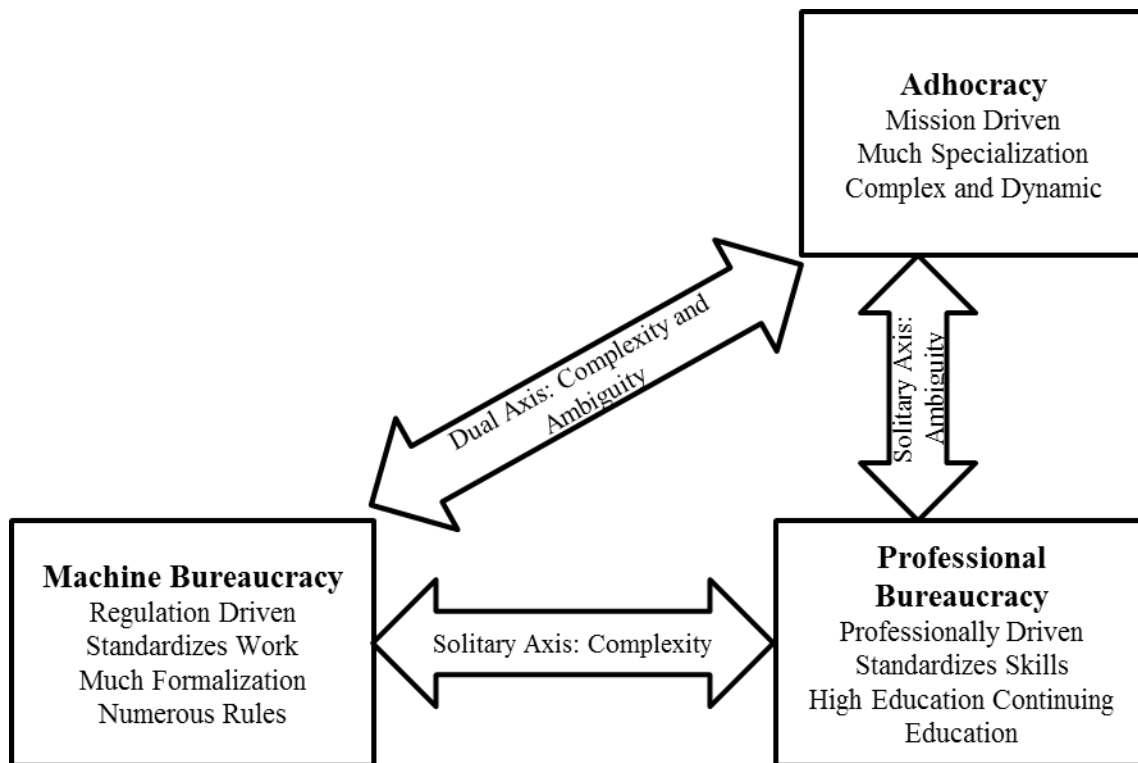 Adhocracy
Mission Driven
Much Specialization
Complex and Dynamic
Dual Axis: Complexity and
Ambiguity
Solitary Axis:
Ambiguity
Machine Bureaucracy
Regulation Driven
Standardizes Work
Much Formalization
Numerous Rules
Solitary Axis: Complexity
Professional
Bureaucracy
Professionally Driven
Standardizes Skills
High Education Continuing
Education